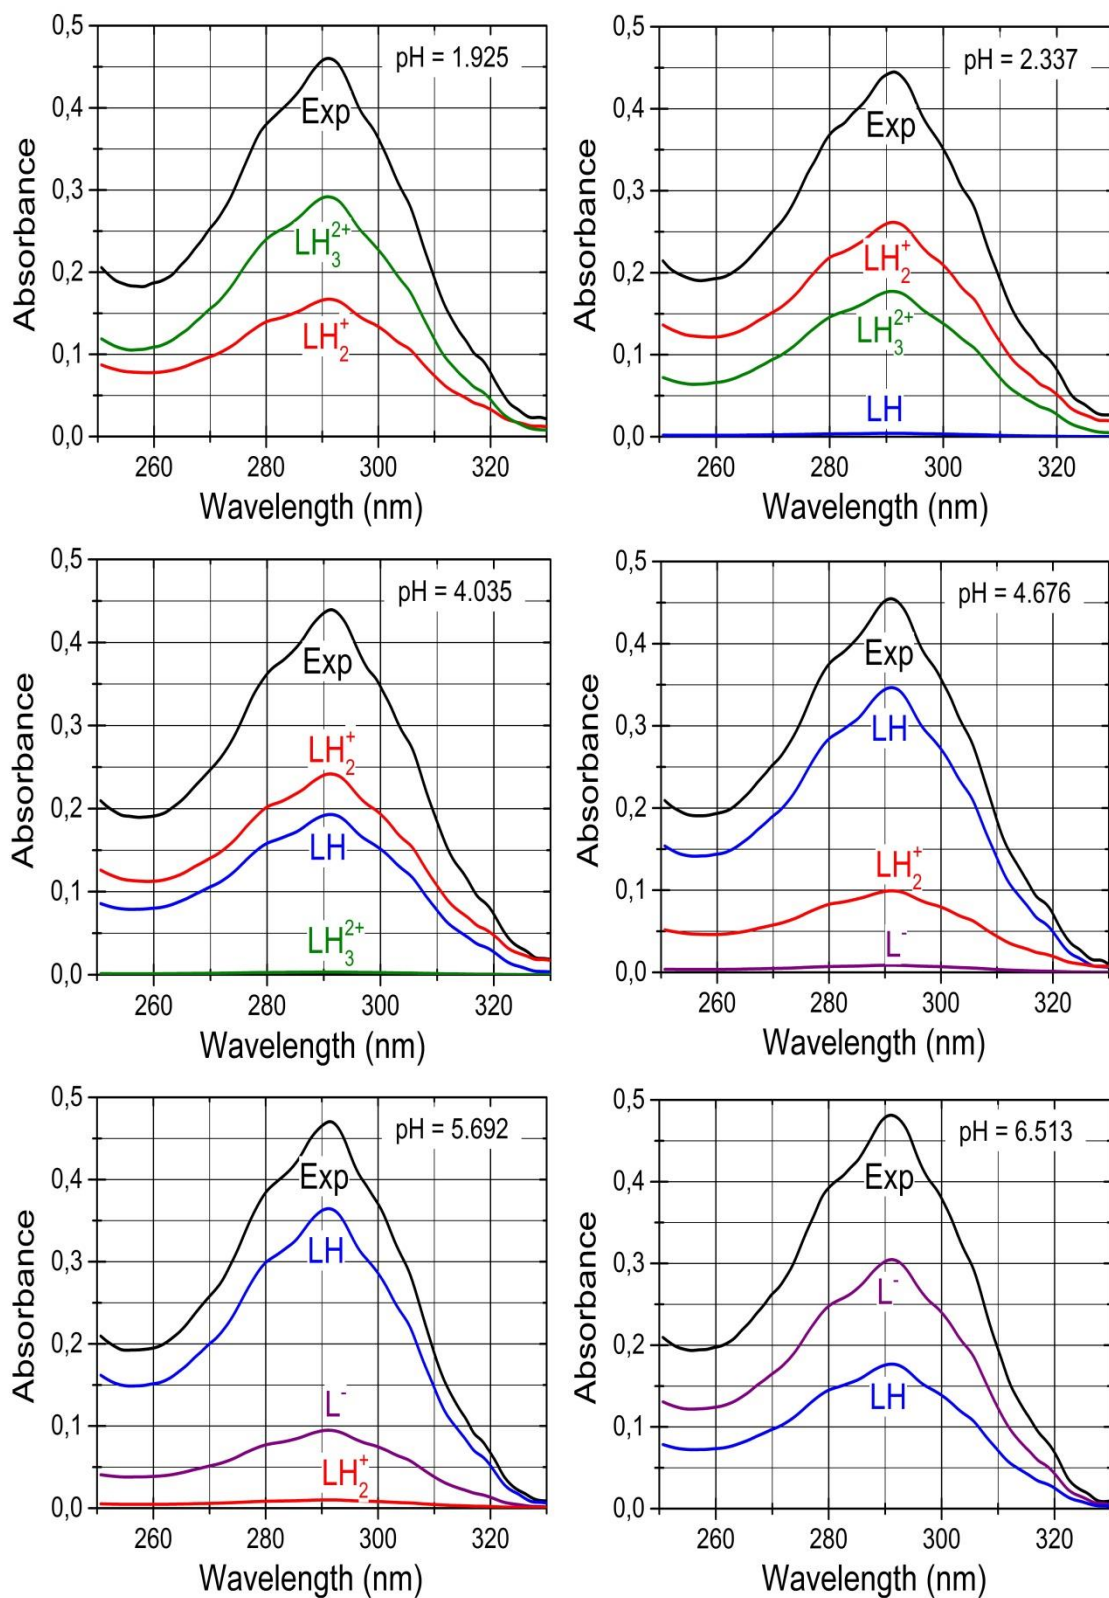 0,5
0,4
0,3
0,2
0,1
0,0
Absorbance
pH = 1.925
Exp
LH₃²⁺
LH₂⁺
260 280 300 320
Wavelength (nm)
0,5
0,4
0,3
0,2
0,1
0,0
Absorbance
pH = 2.337
Exp
LH₂⁺
LH₃²⁺
LH
260 280 300 320
Wavelength (nm)
0,5
0,4
0,3
0,2
0,1
0,0
Absorbance
pH = 4.035
Exp
LH₂⁺
LH
LH₃²⁺
260 280 300 320
Wavelength (nm)
0,5
0,4
0,3
0,2
0,1
0,0
Absorbance
pH = 4.676
Exp
LH
LH₂⁺
L⁻
260 280 300 320
Wavelength (nm)
0,5
0,4
0,3
0,2
0,1
0,0
Absorbance
pH = 5.692
Exp
LH
L⁻
LH₂⁺
260 280 300 320
Wavelength (nm)
0,5
0,4
0,3
0,2
0,1
0,0
Absorbance
pH = 6.513
Exp
L⁻
LH
260 280 300 320
Wavelength (nm)